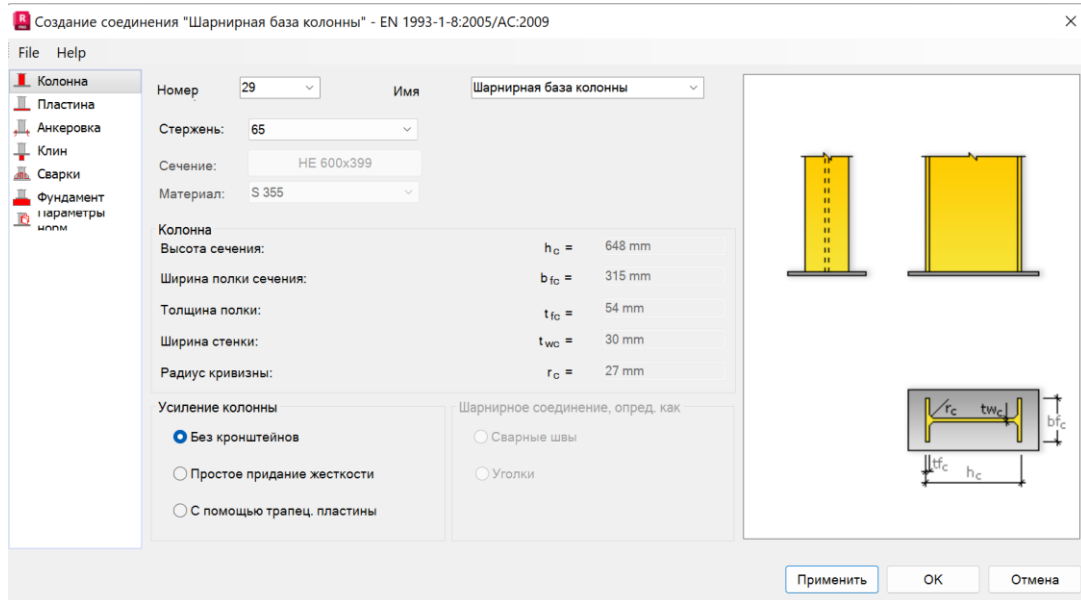 Создание соединения "Шарнирная база колонны" - EN 1993-1-8:2005/AC:2009
File Help
Колонна
Пластина
Анкеровка
Клин
Сварки
Фундамент
Параметры
норм
Номер 29 Имя Шарнирная база колонны
Стержень: 65
Сечение: HE 600x399
Материал: S 355
Колонна
Высота сечения: hc = 648 mm
Ширина полки сечения: bfc = 315 mm
Толщина полки: tfc = 54 mm
Ширина стенки: twc = 30 mm
Радиус кривизны: rc = 27 mm
Усиление колонны
Без кронштейнов
Простое придание жесткости
С помощью трапец. пластины
Шарнирное соединение, опред. как
Сварные швы
Уголки
rc twc bfc
tfc hc
Применить OK Отмена